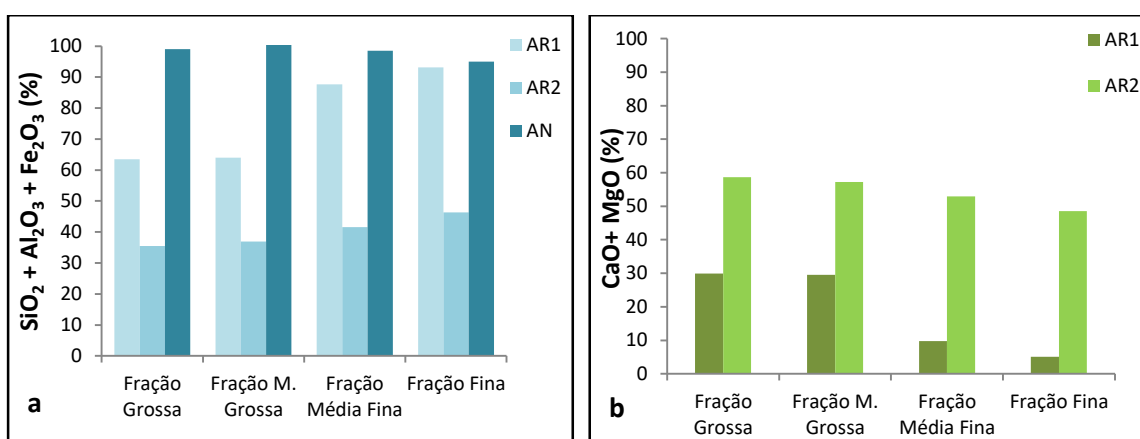 SiO₂ + Al₂O₃ + Fe₂O₃ (%)
100
90
80
70
60
50
40
30
20
10
0
AR1
AR2
AN
Fração Grossa
Fração M. Grossa
Fração Média Fina
Fração Fina
a
CaO+ MgO (%)
100
90
80
70
60
50
40
30
20
10
0
AR1
AR2
Fração Grossa
Fração M. Grossa
Fração Média Fina
Fração Fina
b